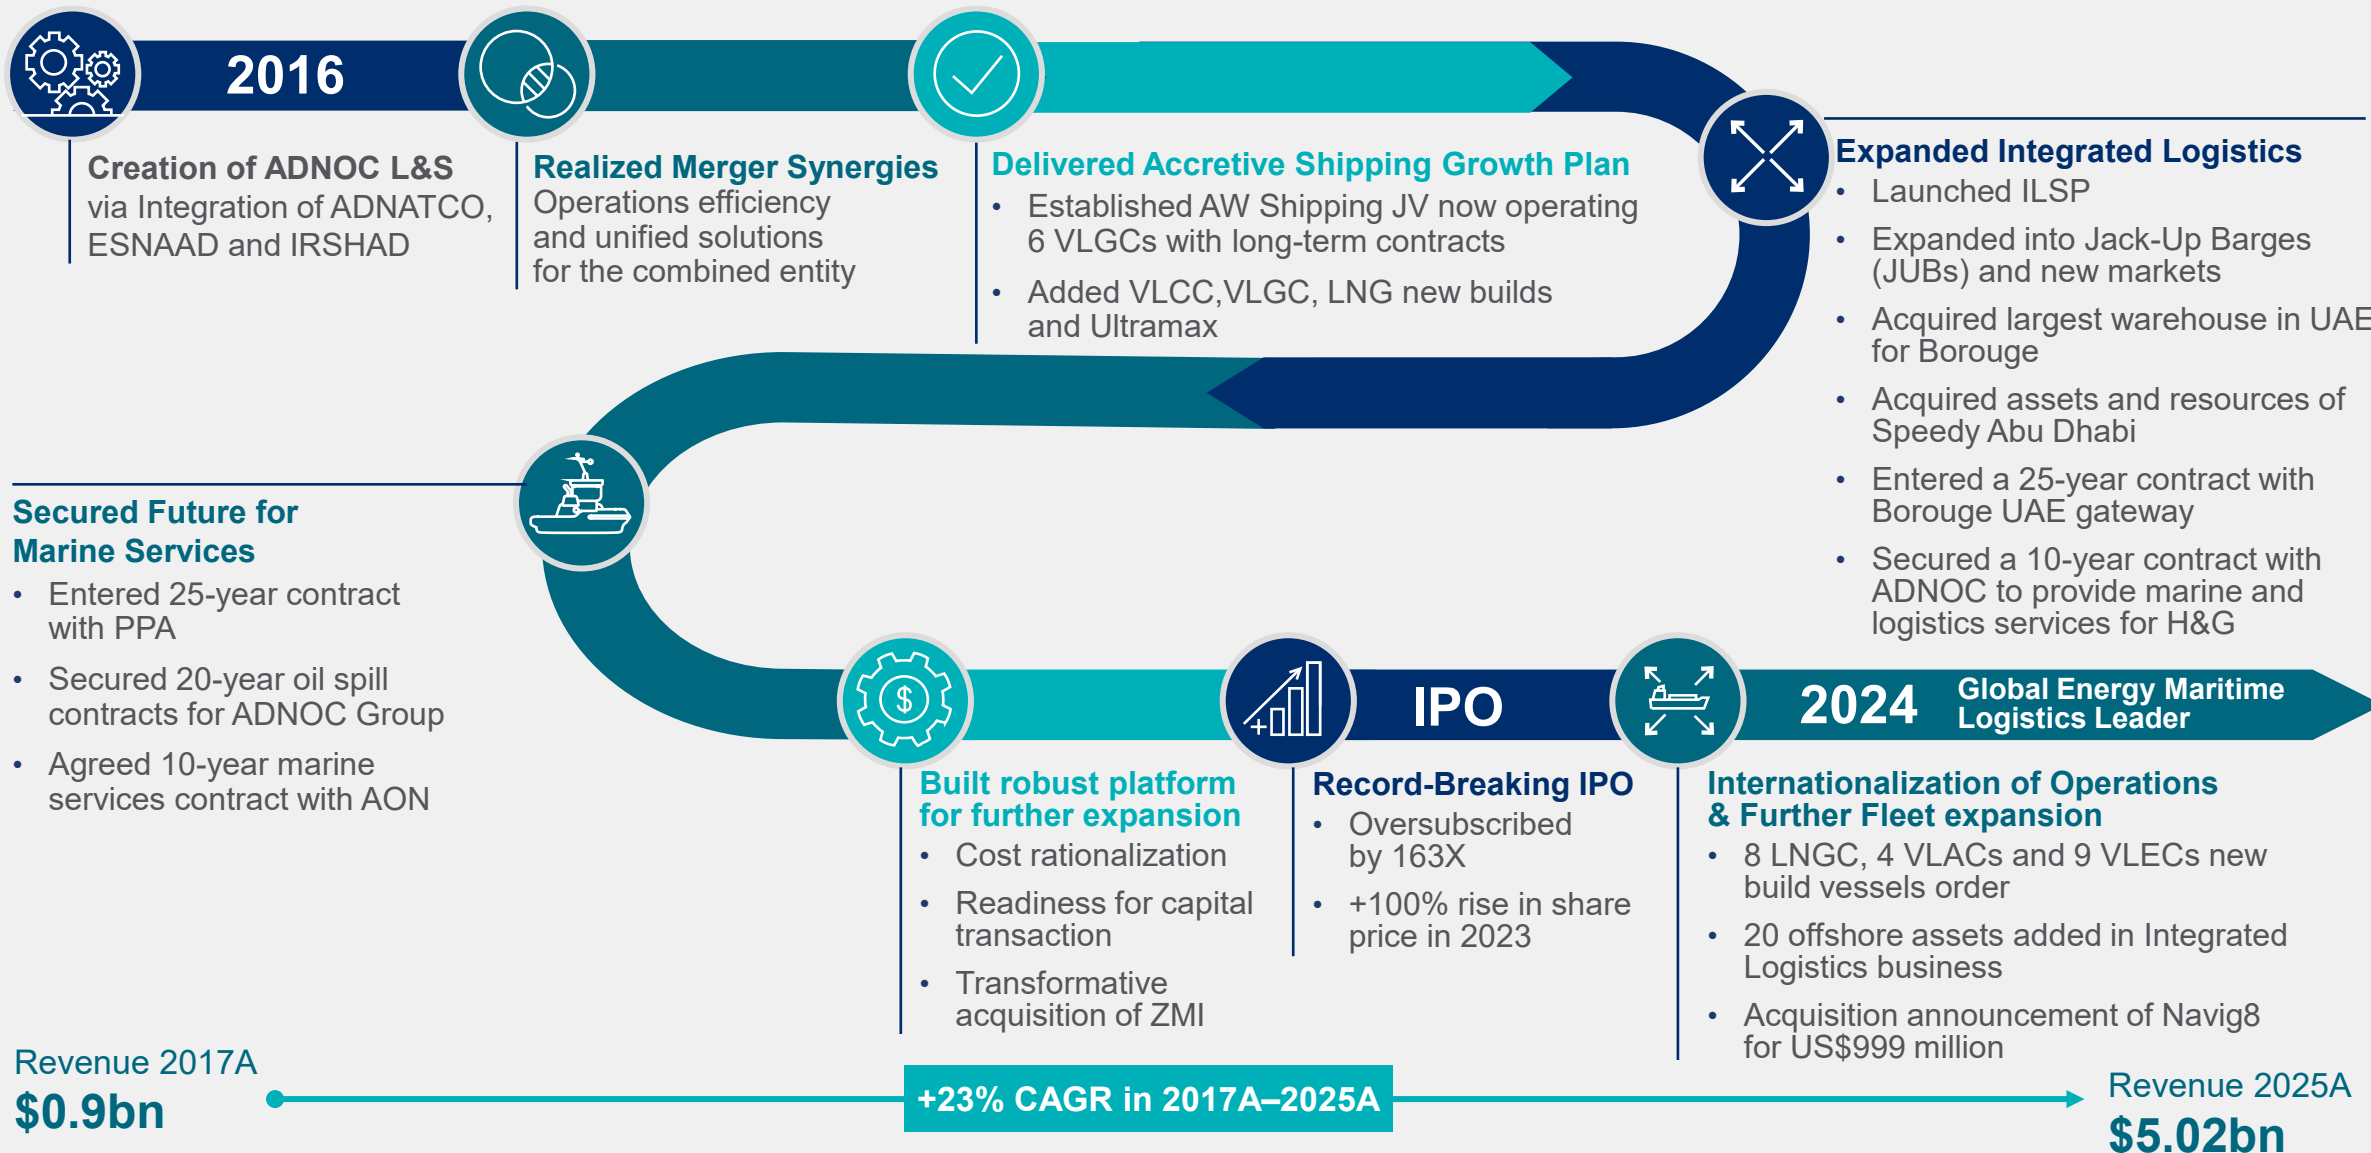 2016
Creation of ADNOC L&S
via Integration of ADNATCO,
ESNAAD and IRSHAD
Realized Merger Synergies
Operations efficiency
and unified solutions
for the combined entity
Delivered Accretive Shipping Growth Plan
• Established AW Shipping JV now operating
6 VLGCs with long-term contracts
• Added VLCC,VLGC, LNG new builds
and Ultramax
Expanded Integrated Logistics
• Launched ILSP
• Expanded into Jack-Up Barges
(JUBs) and new markets
• Acquired largest warehouse in UAE
for Borouge
• Acquired assets and resources of
Speedy Abu Dhabi
• Entered a 25-year contract with
Borouge UAE gateway
• Secured a 10-year contract with
ADNOC to provide marine and
logistics services for H&G
Secured Future for
Marine Services
• Entered 25-year contract
with PPA
• Secured 20-year oil spill
contracts for ADNOC Group
• Agreed 10-year marine
services contract with AON
$
Built robust platform
for further expansion
• Cost rationalization
• Readiness for capital
transaction
• Transformative
acquisition of ZMI
+
IPO
Record-Breaking IPO
• Oversubscribed
by 163X
• +100% rise in share
price in 2023
2024
Global Energy Maritime
Logistics Leader
Internationalization of Operations
& Further Fleet expansion
• 8 LNGC, 4 VLACs and 9 VLECs new
build vessels order
• 20 offshore assets added in Integrated
Logistics business
• Acquisition announcement of Navig8
for US$999 million
Revenue 2017A
$0.9bn
+23% CAGR in 2017A–2025A
Revenue 2025A
$5.02bn